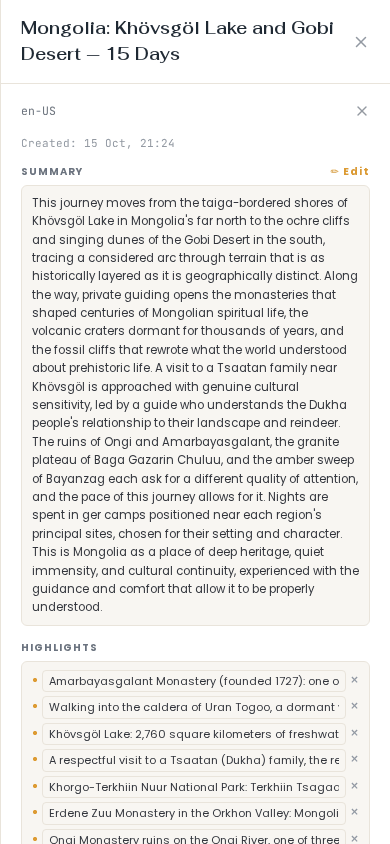 Mongolia: Khövsgöl Lake and Gobi
Desert — 15 Days
×
en-US
×
Created: 15 Oct, 21:24
SUMMARY
✏ Edit
This journey moves from the taiga-bordered shores of
Khövsgöl Lake in Mongolia's far north to the ochre cliffs
and singing dunes of the Gobi Desert in the south,
tracing a considered arc through terrain that is as
historically layered as it is geographically distinct. Along
the way, private guiding opens the monasteries that
shaped centuries of Mongolian spiritual life, the
volcanic craters dormant for thousands of years, and
the fossil cliffs that rewrote what the world understood
about prehistoric life. A visit to a Tsaatan family near
Khövsgöl is approached with genuine cultural
sensitivity, led by a guide who understands the Dukha
people's relationship to their landscape and reindeer.
The ruins of Ongi and Amarbayasgalant, the granite
plateau of Baga Gazarin Chuluu, and the amber sweep
of Bayanzag each ask for a different quality of attention,
and the pace of this journey allows for it. Nights are
spent in ger camps positioned near each region's
principal sites, chosen for their setting and character.
This is Mongolia as a place of deep heritage, quiet
immensity, and cultural continuity, experienced with the
guidance and comfort that allow it to be properly
understood.
HIGHLIGHTS
• Amarbayasgalant Monastery (founded 1727): one o ×
• Walking into the caldera of Uran Togoo, a dormant ×
• Khövsgöl Lake: 2,760 square kilometers of freshwat ×
• A respectful visit to a Tsaatan (Dukha) family, the re ×
• Khorgo-Terkhiin Nuur National Park: Terkhiin Tsagac ×
• Erdene Zuu Monastery in the Orkhon Valley: Mongoli ×
• Ongi Monastery ruins on the Ongi River, one of three ×